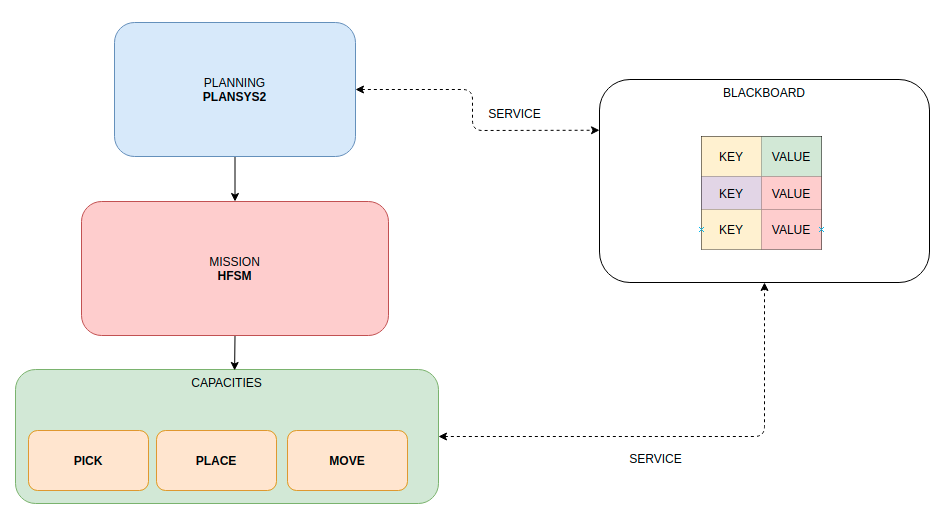 PLANNING
PLANSYS2
SERVICE
BLACKBOARD
KEY VALUE
KEY VALUE
KEY VALUE
MISSION
HFSM
CAPACITIES
PICK PLACE MOVE
SERVICE